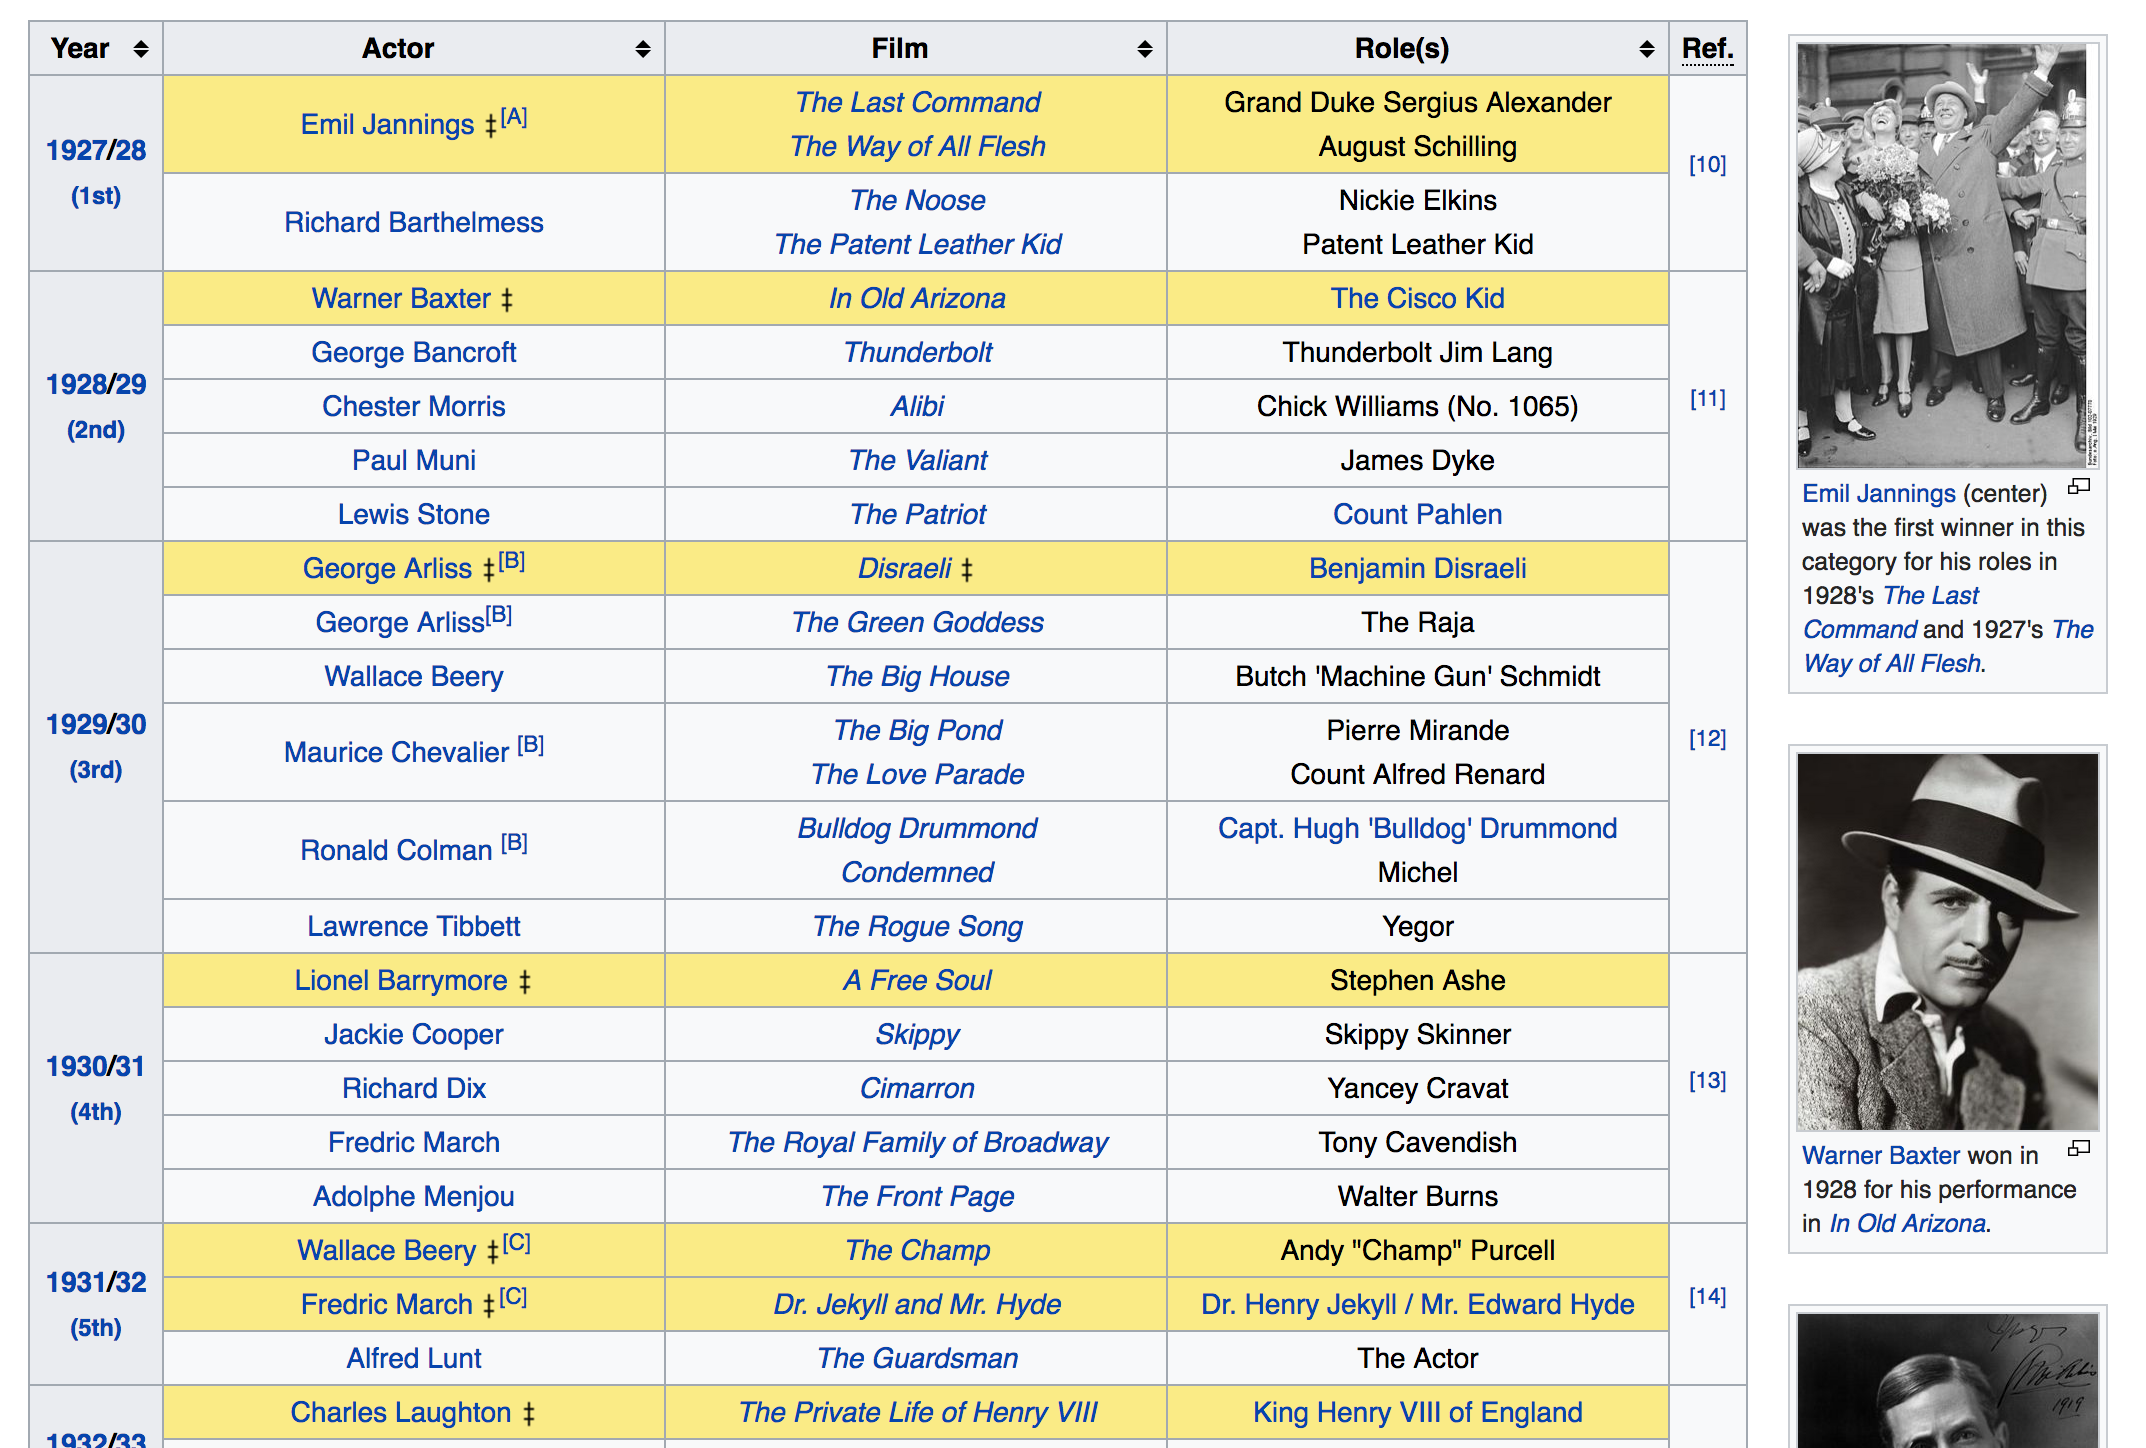 Year Actor Film Role(s) Ref.
1927/28
(1st)
Emil Jannings ‡[A]
The Last Command
The Way of All Flesh
Grand Duke Sergius Alexander
August Schilling
[10]
Richard Barthelmess
The Noose
The Patent Leather Kid
Nickie Elkins
Patent Leather Kid
1928/29
(2nd)
Warner Baxter ‡ In Old Arizona The Cisco Kid
[11]
George Bancroft Thunderbolt Thunderbolt Jim Lang
Chester Morris Alibi Chick Williams (No. 1065)
Paul Muni The Valiant James Dyke
Lewis Stone The Patriot Count Pahlen
1929/30
(3rd)
George Arliss ‡[B] Disraeli ‡ Benjamin Disraeli
[12]
George Arliss[B] The Green Goddess The Raja
Wallace Beery The Big House Butch 'Machine Gun' Schmidt
Maurice Chevalier [B]
The Big Pond
The Love Parade
Pierre Mirande
Count Alfred Renard
Ronald Colman [B]
Bulldog Drummond
Condemned
Capt. Hugh 'Bulldog' Drummond
Michel
Lawrence Tibbett The Rogue Song Yegor
1930/31
(4th)
Lionel Barrymore ‡ A Free Soul Stephen Ashe
[13]
Jackie Cooper Skippy Skippy Skinner
Richard Dix Cimarron Yancey Cravat
Fredric March The Royal Family of Broadway Tony Cavendish
Adolphe Menjou The Front Page Walter Burns
1931/32
(5th)
Wallace Beery ‡[C] The Champ Andy "Champ" Purcell
[14]
Fredric March ‡[C] Dr. Jekyll and Mr. Hyde Dr. Henry Jekyll / Mr. Edward Hyde
Alfred Lunt The Guardsman The Actor
1932/33
Charles Laughton ‡ The Private Life of Henry VIII King Henry VIII of England
Emil Jannings (center)
was the first winner in this
category for his roles in
1928's The Last
Command and 1927's The
Way of All Flesh.
Warner Baxter won in
1928 for his performance
in In Old Arizona.
1919